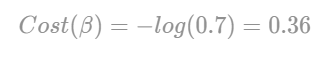 Cost(β) = −log(0.7) = 0.36